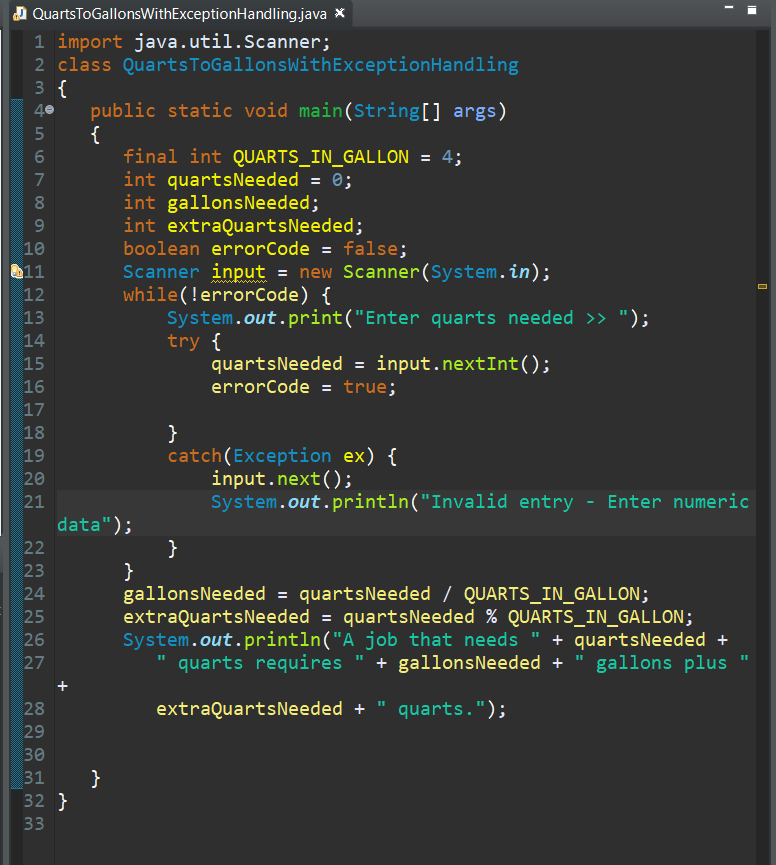 QuartsToGallonsWithExceptionHandling.java
1 import java.util.Scanner;
2 class QuartsToGallonsWithExceptionHandling
3 {
4 public static void main(String[] args)
5 {
6 final int QUARTS_IN_GALLON = 4;
7 int quartsNeeded = 0;
8 int gallonsNeeded;
9 int extraQuartsNeeded;
10 boolean errorCode = false;
11 Scanner input = new Scanner(System.in);
12 while(!errorCode) {
13 System.out.print("Enter quarts needed >> ");
14 try {
15 quartsNeeded = input.nextInt();
16 errorCode = true;
17
18 }
19 catch(Exception ex) {
20 input.next();
21 System.out.println("Invalid entry - Enter numeric
data");
22 }
23 }
24 gallonsNeeded = quartsNeeded / QUARTS_IN_GALLON;
25 extraQuartsNeeded = quartsNeeded % QUARTS_IN_GALLON;
26 System.out.println("A job that needs " + quartsNeeded +
27 " quarts requires " + gallonsNeeded + " gallons plus "
+
28 extraQuartsNeeded + " quarts.");
29
30
31 }
32 }
33